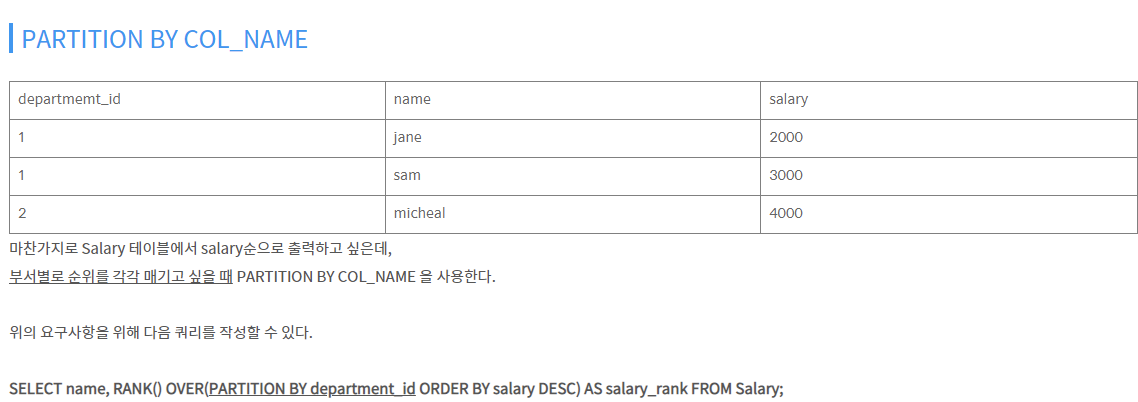 PARTITION BY COL_NAME
departmemt_id name salary
1 jane 2000
1 sam 3000
2 micheal 4000
마찬가지로 Salary 테이블에서 salary순으로 출력하고 싶은데,
부서별로 순위를 각각 매기고 싶을 때 PARTITION BY COL_NAME 을 사용한다.
위의 요구사항을 위해 다음 쿼리를 작성할 수 있다.
SELECT name, RANK() OVER(PARTITION BY department_id ORDER BY salary DESC) AS salary_rank FROM Salary;